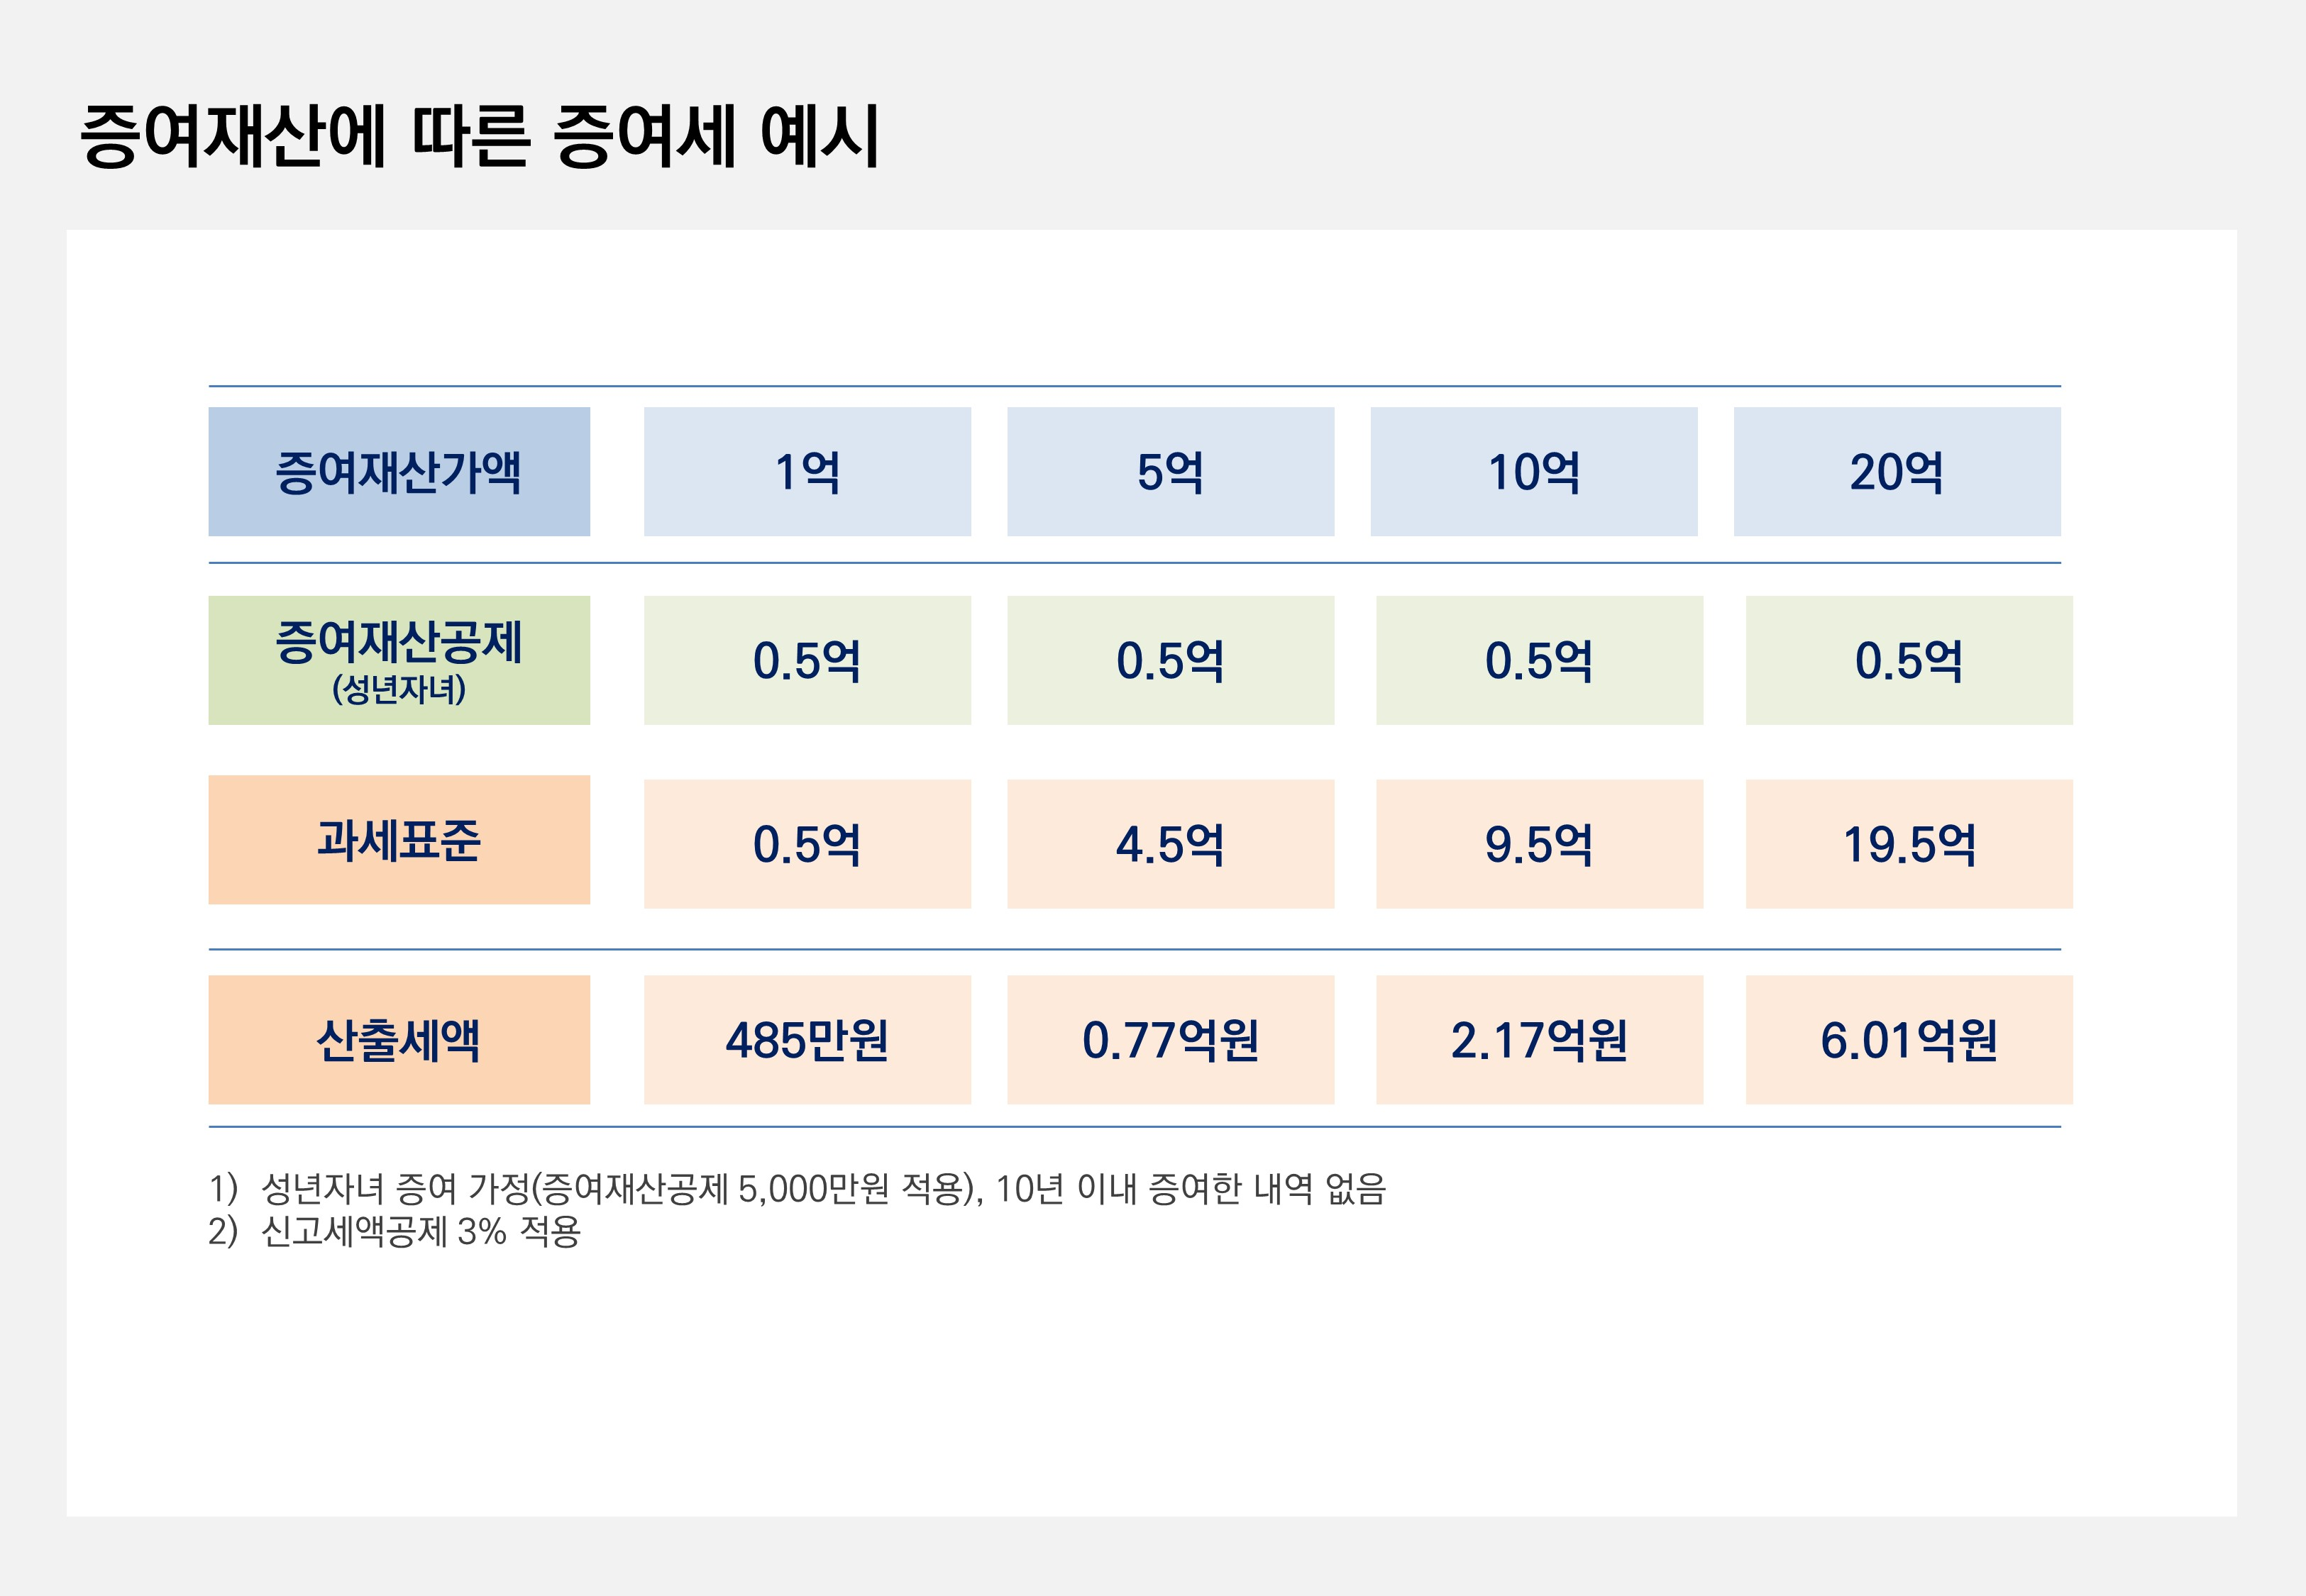 증여재산에 따른 증여세 예시
증여재산가액 1억 5억 10억 20억
증여재산공제
(성년자녀)
0.5억 0.5억 0.5억 0.5억
과세표준 0.5억 4.5억 9.5억 19.5억
산출세액 485만원 0.77억원 2.17억원 6.01억원
1) 성년자녀 증여 가정(증여재산공제 5,000만원 적용), 10년 이내 증여한 내역 없음
2) 신고세액공제 3% 적용